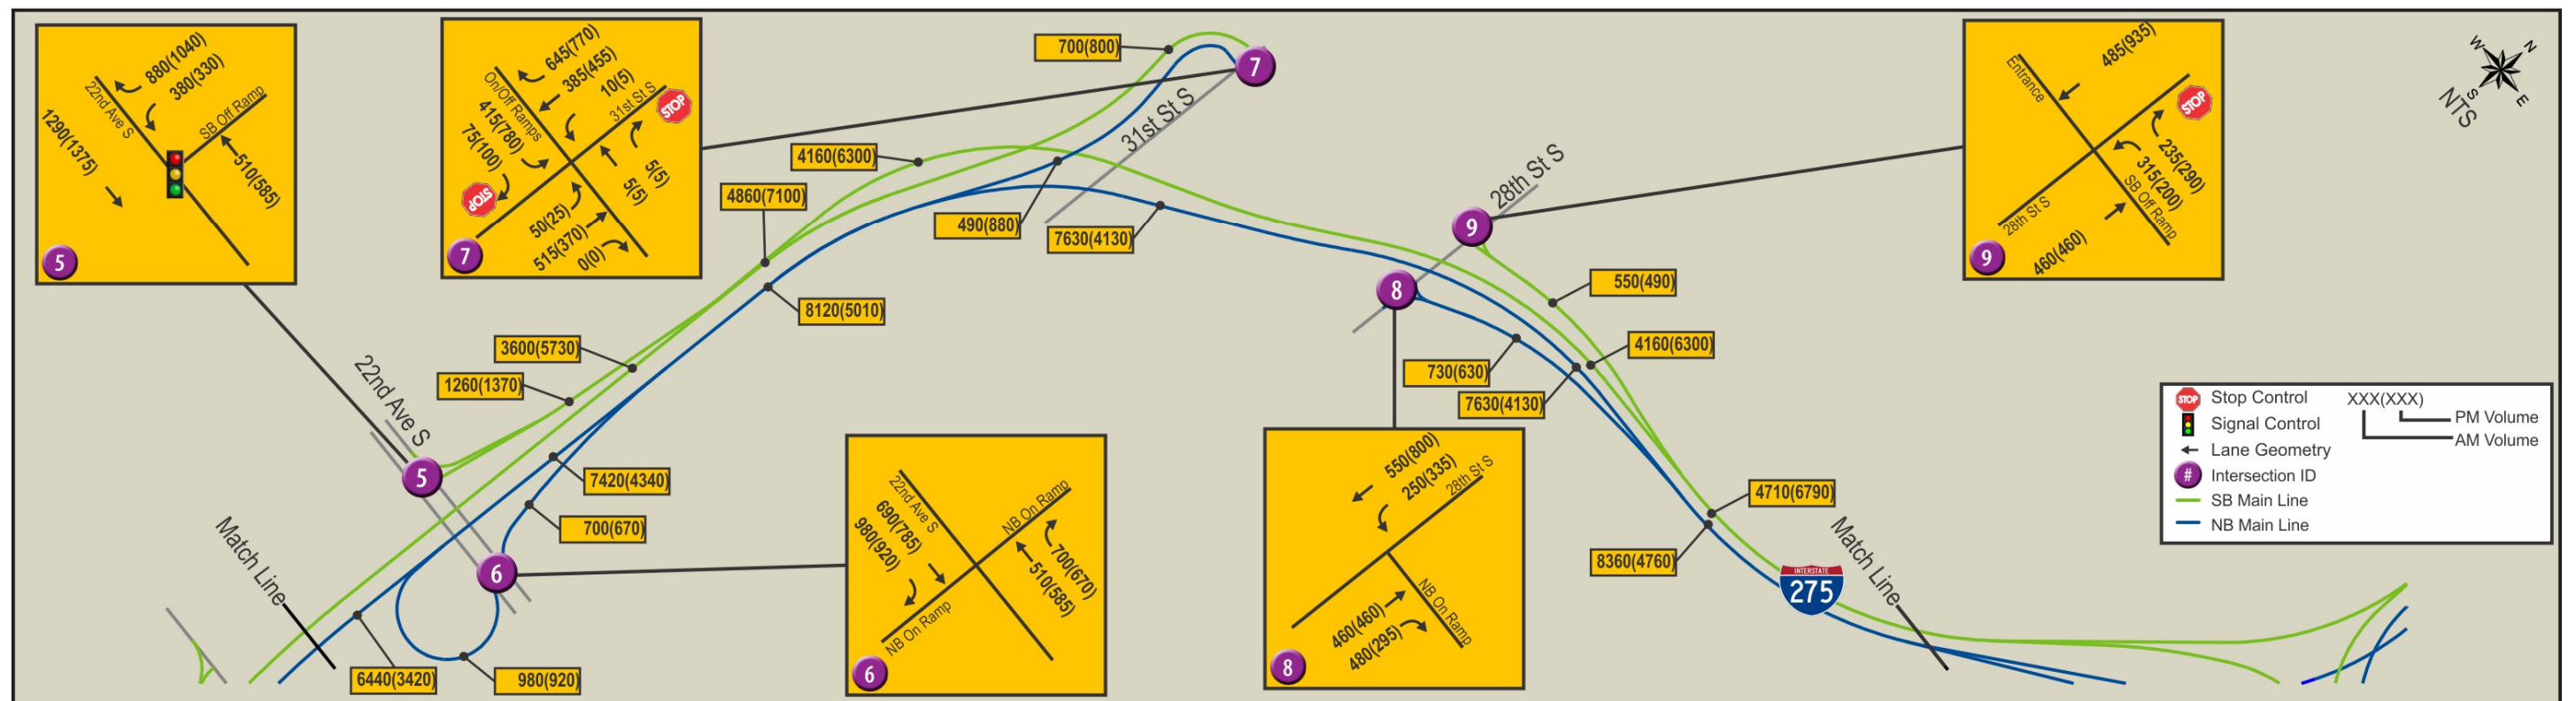 880(1040)
380(330)
22nd Ave S
SB Off Ramp
1290(1375)
510(585)
5
645(770)
385(455)
10(5)
On/Off Ramps
31st St S
STOP
415(780)
75(100)
STOP
5(5)
5(5)
50(25)
515(370)
0(0)
7
700(800)
7
31st St S
4160(6300)
4860(7100)
490(880)
7630(4130)
8120(5010)
3600(5730)
1260(1370)
22nd Ave S
5
7420(4340)
700(670)
6
Match Line
6440(3420)
980(920)
22nd Ave S
690(785)
980(920)
NB On Ramp
700(670)
510(585)
NB On Ramp
6
28th St S
9
8
550(490)
4160(6300)
730(630)
7630(4130)
550(800)
250(335)
28th St S
460(460)
480(295)
NB On Ramp
8
4710(6790)
8360(4760)
INTERSTATE
275
Match Line
Entrance
485(935)
STOP
235(290)
315(200)
SB Off Ramp
28th St S
460(460)
9
W
N
S
E
NTS
STOP Stop Control
Signal Control
Lane Geometry
# Intersection ID
SB Main Line
NB Main Line
XXX(XXX)
PM Volume
AM Volume